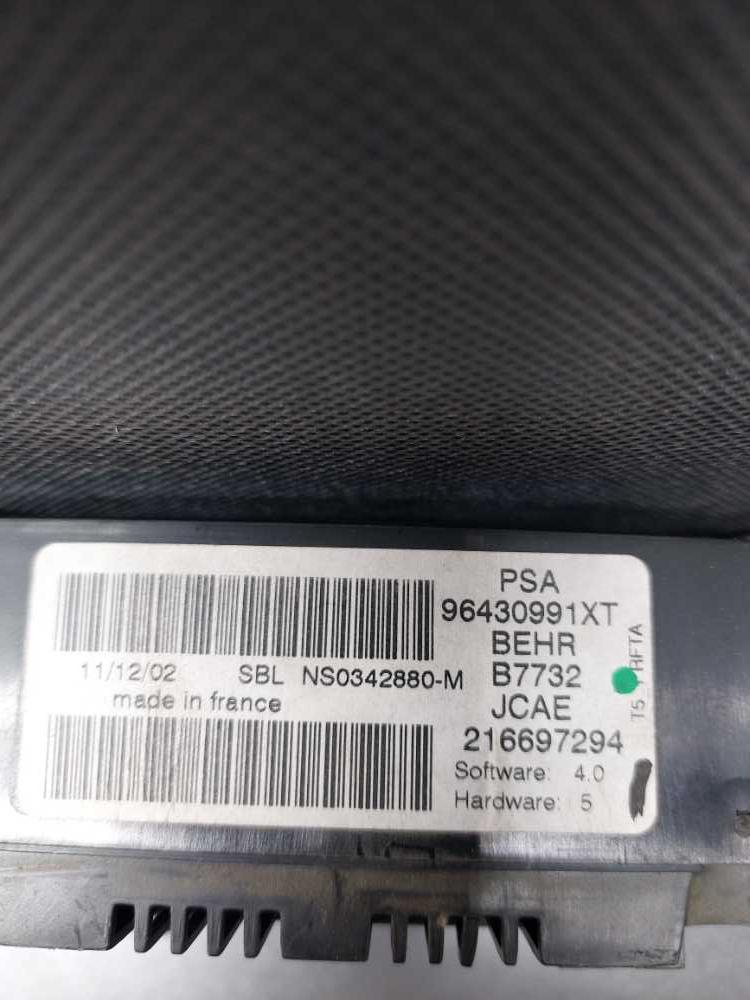 PSA
96430991XT
BEHR
B7732
JCAE
216697294
Software: 4.0
Hardware: 5
11/12/02 SBL NS0342880-M
made in france